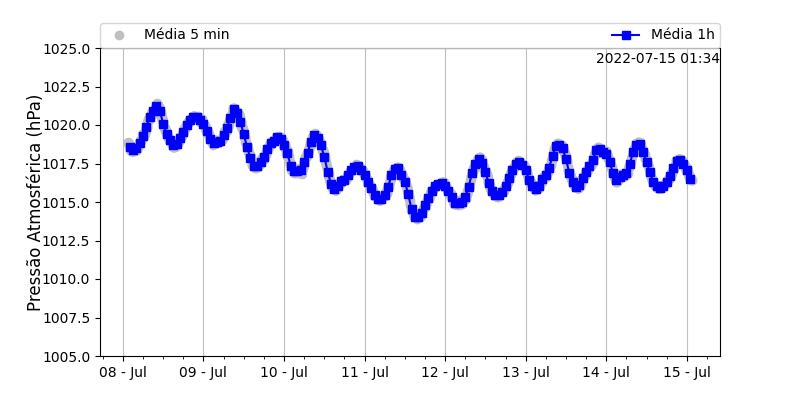 Média 5 min
Média 1h
2022-07-15 01:34
Pressão Atmosférica (hPa)
1025.0
1022.5
1020.0
1017.5
1015.0
1012.5
1010.0
1007.5
1005.0
08 - Jul
09 - Jul
10 - Jul
11 - Jul
12 - Jul
13 - Jul
14 - Jul
15 - Jul